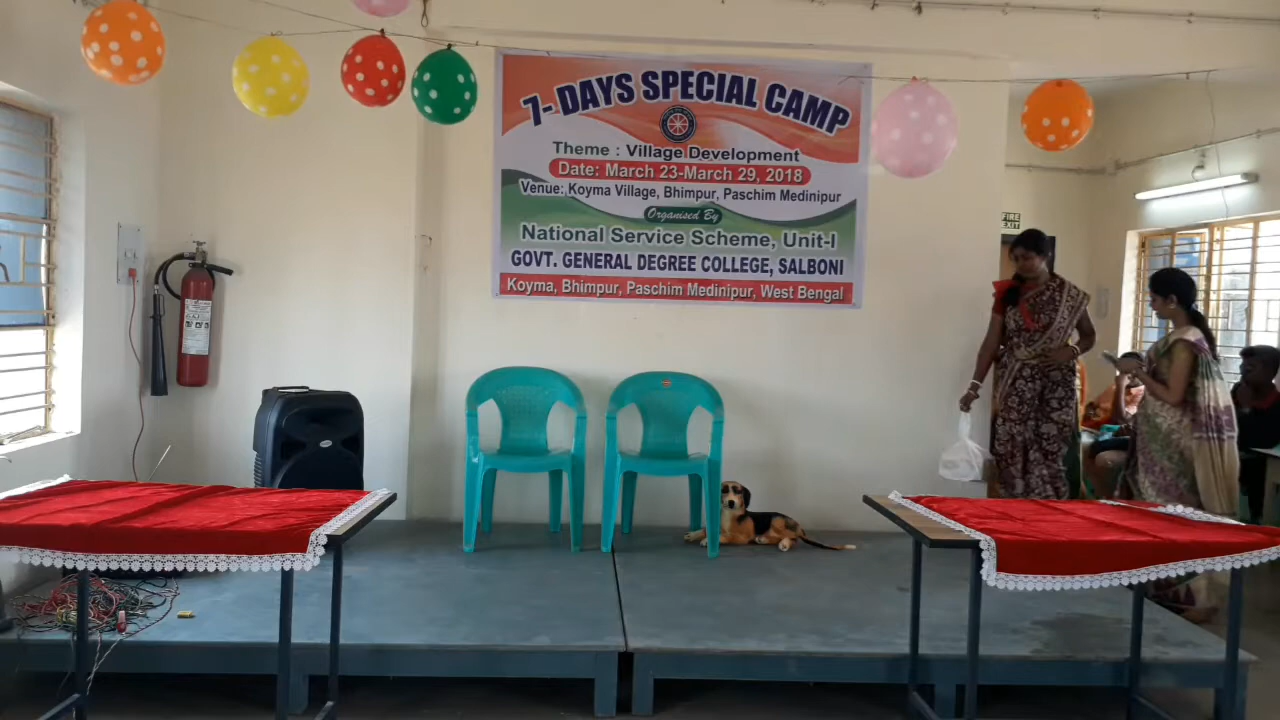 7- DAYS SPECIAL CAMP
Theme : Village Development
Date: March 23-March 29, 2018
Venue: Koyma Village, Bhimpur, Paschim Medinipur
Organised By
National Service Scheme, Unit-I
GOVT. GENERAL DEGREE COLLEGE, SALBONI
Koyma, Bhimpur, Paschim Medinipur, West Bengal
FIRE
EXIT